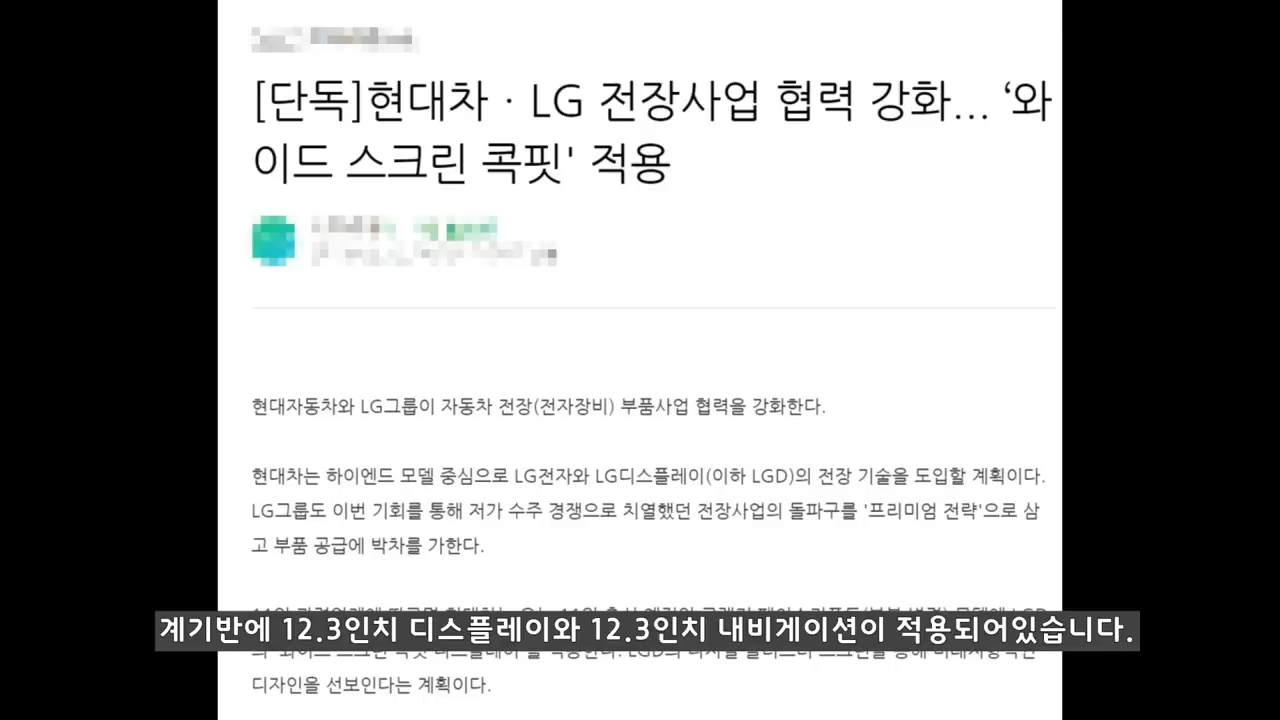 [단독]현대차 · LG 전장사업 협력 강화... ‘와
이드 스크린 콕핏' 적용
현대자동차와 LG그룹이 자동차 전장(전자장비) 부품사업 협력을 강화한다.
현대차는 하이엔드 모델 중심으로 LG전자와 LG디스플레이(이하 LGD)의 전장 기술을 도입할 계획이다.
LG그룹도 이번 기회를 통해 저가 수주 경쟁으로 치열했던 전장사업의 돌파구를 '프리미엄 전략'으로 삼
고 부품 공급에 박차를 가한다.
계기반에 12.3인치 디스플레이와 12.3인치 내비게이션이 적용되어있습니다.
디자인을 선보인다는 계획이다.